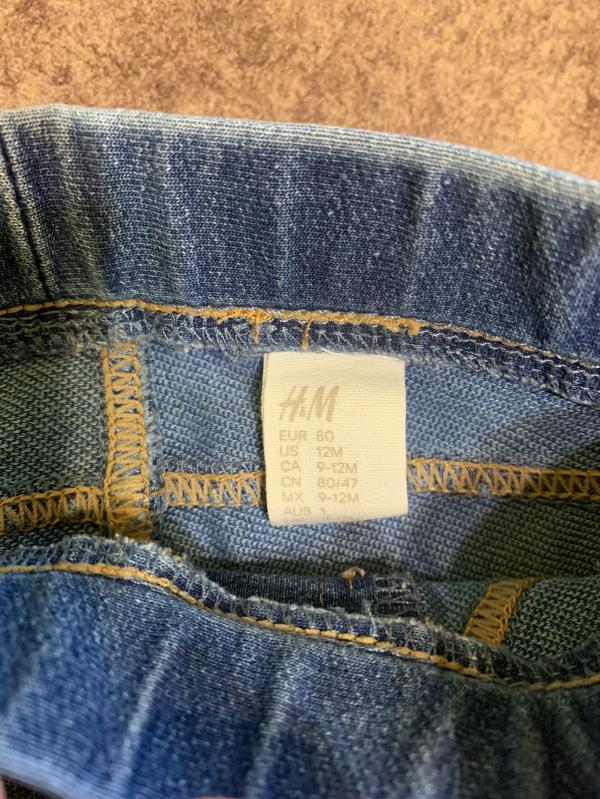 H&M
EUR 80
US 12M
CA 9-12M
CN 80/47
MX 9-12M
AUS 1